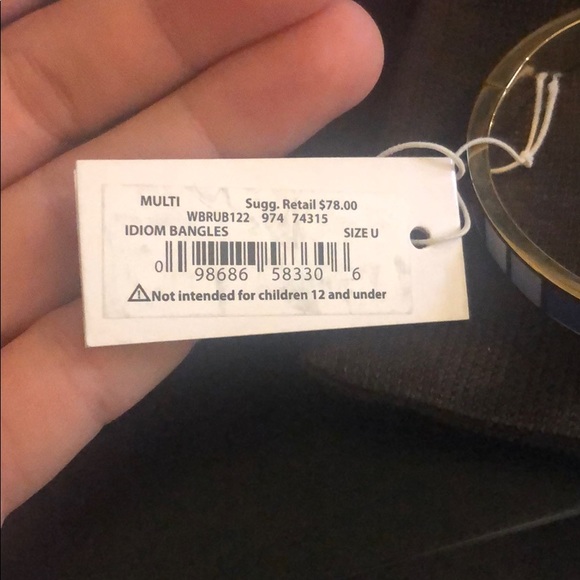 MULTI Sugg. Retail $78.00
WBRUB122 974 74315
IDIOM BANGLES SIZE U
0 98686 58330 6
Not intended for children 12 and under